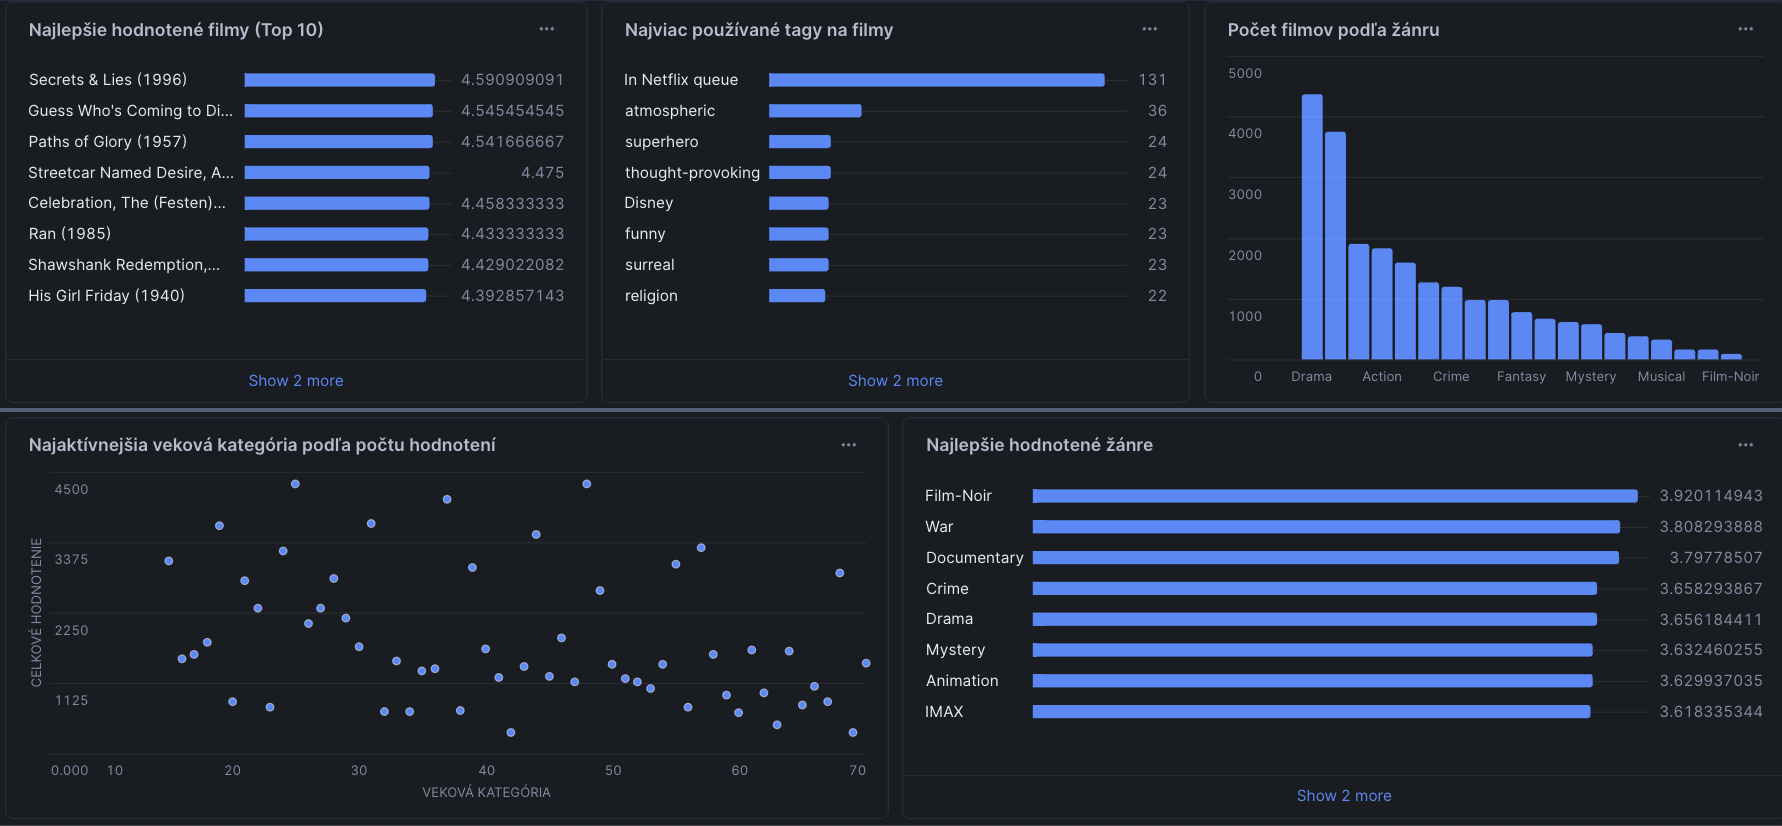 Najlepšie hodnotené filmy (Top 10)
Secrets & Lies (1996) 4.590909091
Guess Who's Coming to Di... 4.545454545
Paths of Glory (1957) 4.541666667
Streetcar Named Desire, A... 4.475
Celebration, The (Festen)... 4.458333333
Ran (1985) 4.433333333
Shawshank Redemption,... 4.429022082
His Girl Friday (1940) 4.392857143
Show 2 more
Najviac používané tagy na filmy
In Netflix queue 131
atmospheric 36
superhero 24
thought-provoking 24
Disney 23
funny 23
surreal 23
religion 22
Show 2 more
Počet filmov podľa žánru
5000
4000
3000
2000
1000
0
Drama Action Crime Fantasy Mystery Musical Film-Noir
Najaktívnejšia veková kategória podľa počtu hodnotení
CELKOVÉ HODNOTENIE
4500
3375
2250
1125
0.000
10 20 30 40 50 60 70
VEKOVÁ KATEGÓRIA
Najlepšie hodnotené žánre
Film-Noir 3.920114943
War 3.808293888
Documentary 3.79778507
Crime 3.658293867
Drama 3.656184411
Mystery 3.632460255
Animation 3.629937035
IMAX 3.618335344
Show 2 more